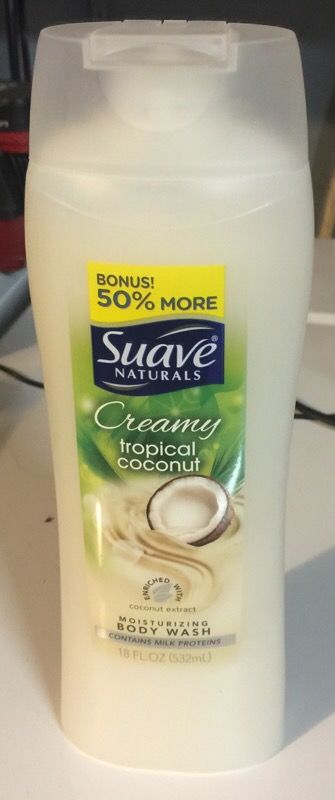 BONUS!
50% MORE
Suave®
NATURALS
Creamy
tropical
coconut
ENRICHED WITH
coconut extract
MOISTURIZING
BODY WASH
CONTAINS MILK PROTEINS
18 FL.OZ (532mL)